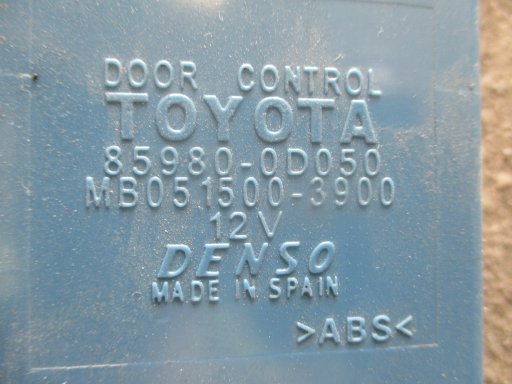 DOOR CONTROL
TOYOTA
85980-0D050
MB051500-3900
12V
DENSO
MADE IN SPAIN
>ABS<